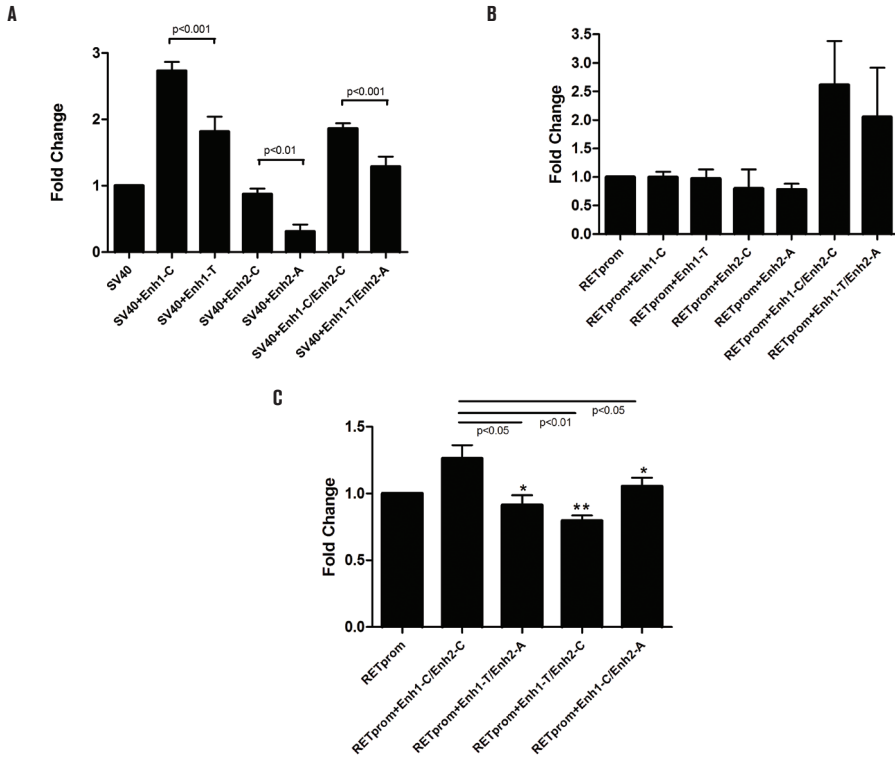 A
p<0.001
p<0.01
p<0.001
Fold Change
3
2
1
0
SV40
SV40+Enh1-C
SV40+Enh1-T
SV40+Enh2-C
SV40+Enh2-A
SV40+Enh1-C/Enh2-C
SV40+Enh1-T/Enh2-A
B
Fold Change
3.5
3.0
2.5
2.0
1.5
1.0
0.5
0.0
RETprom
RETprom+Enh1-C
RETprom+Enh1-T
RETprom+Enh2-C
RETprom+Enh2-A
RETprom+Enh1-C/Enh2-C
RETprom+Enh1-T/Enh2-A
C
p<0.05
p<0.01
p<0.05
Fold Change
1.5
1.0
0.5
0.0
*
**
*
RETprom
RETprom+Enh1-C/Enh2-C
RETprom+Enh1-T/Enh2-A
RETprom+Enh1-T/Enh2-C
RETprom+Enh1-C/Enh2-A